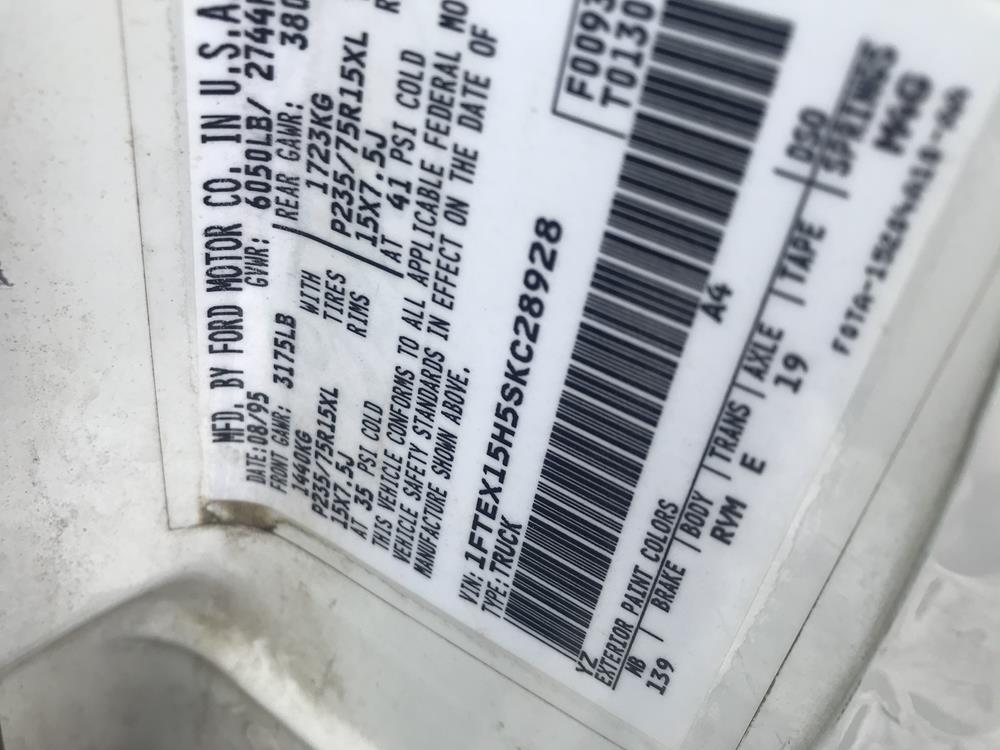 MFD. BY FORD MOTOR CO. IN U.S.A
DATE: 08/95 GVWR: 6050LB/ 2744
FRONT GAWR: 3175LB REAR GAWR: 380
1440KG WITH 1723KG
P235/75R15XL TIRES P235/75R15XL
15X7.5J RIMS 15X7.5J
AT 35 PSI COLD AT 41 PSI COLD
THIS VEHICLE CONFORMS TO ALL APPLICABLE FEDERAL MO
VEHICLE SAFETY STANDARDS IN EFFECT ON THE DATE OF
MANUFACTURE SHOWN ABOVE.
VIN: 1FTEX15H5SKC28928
TYPE: TRUCK
F0093
T0130
YZ A4
EXTERIOR PAINT COLORS DSO
WB BRAKE BODY TRANS AXLE TAPE SPRINGS
139 RVM E 19 MAG